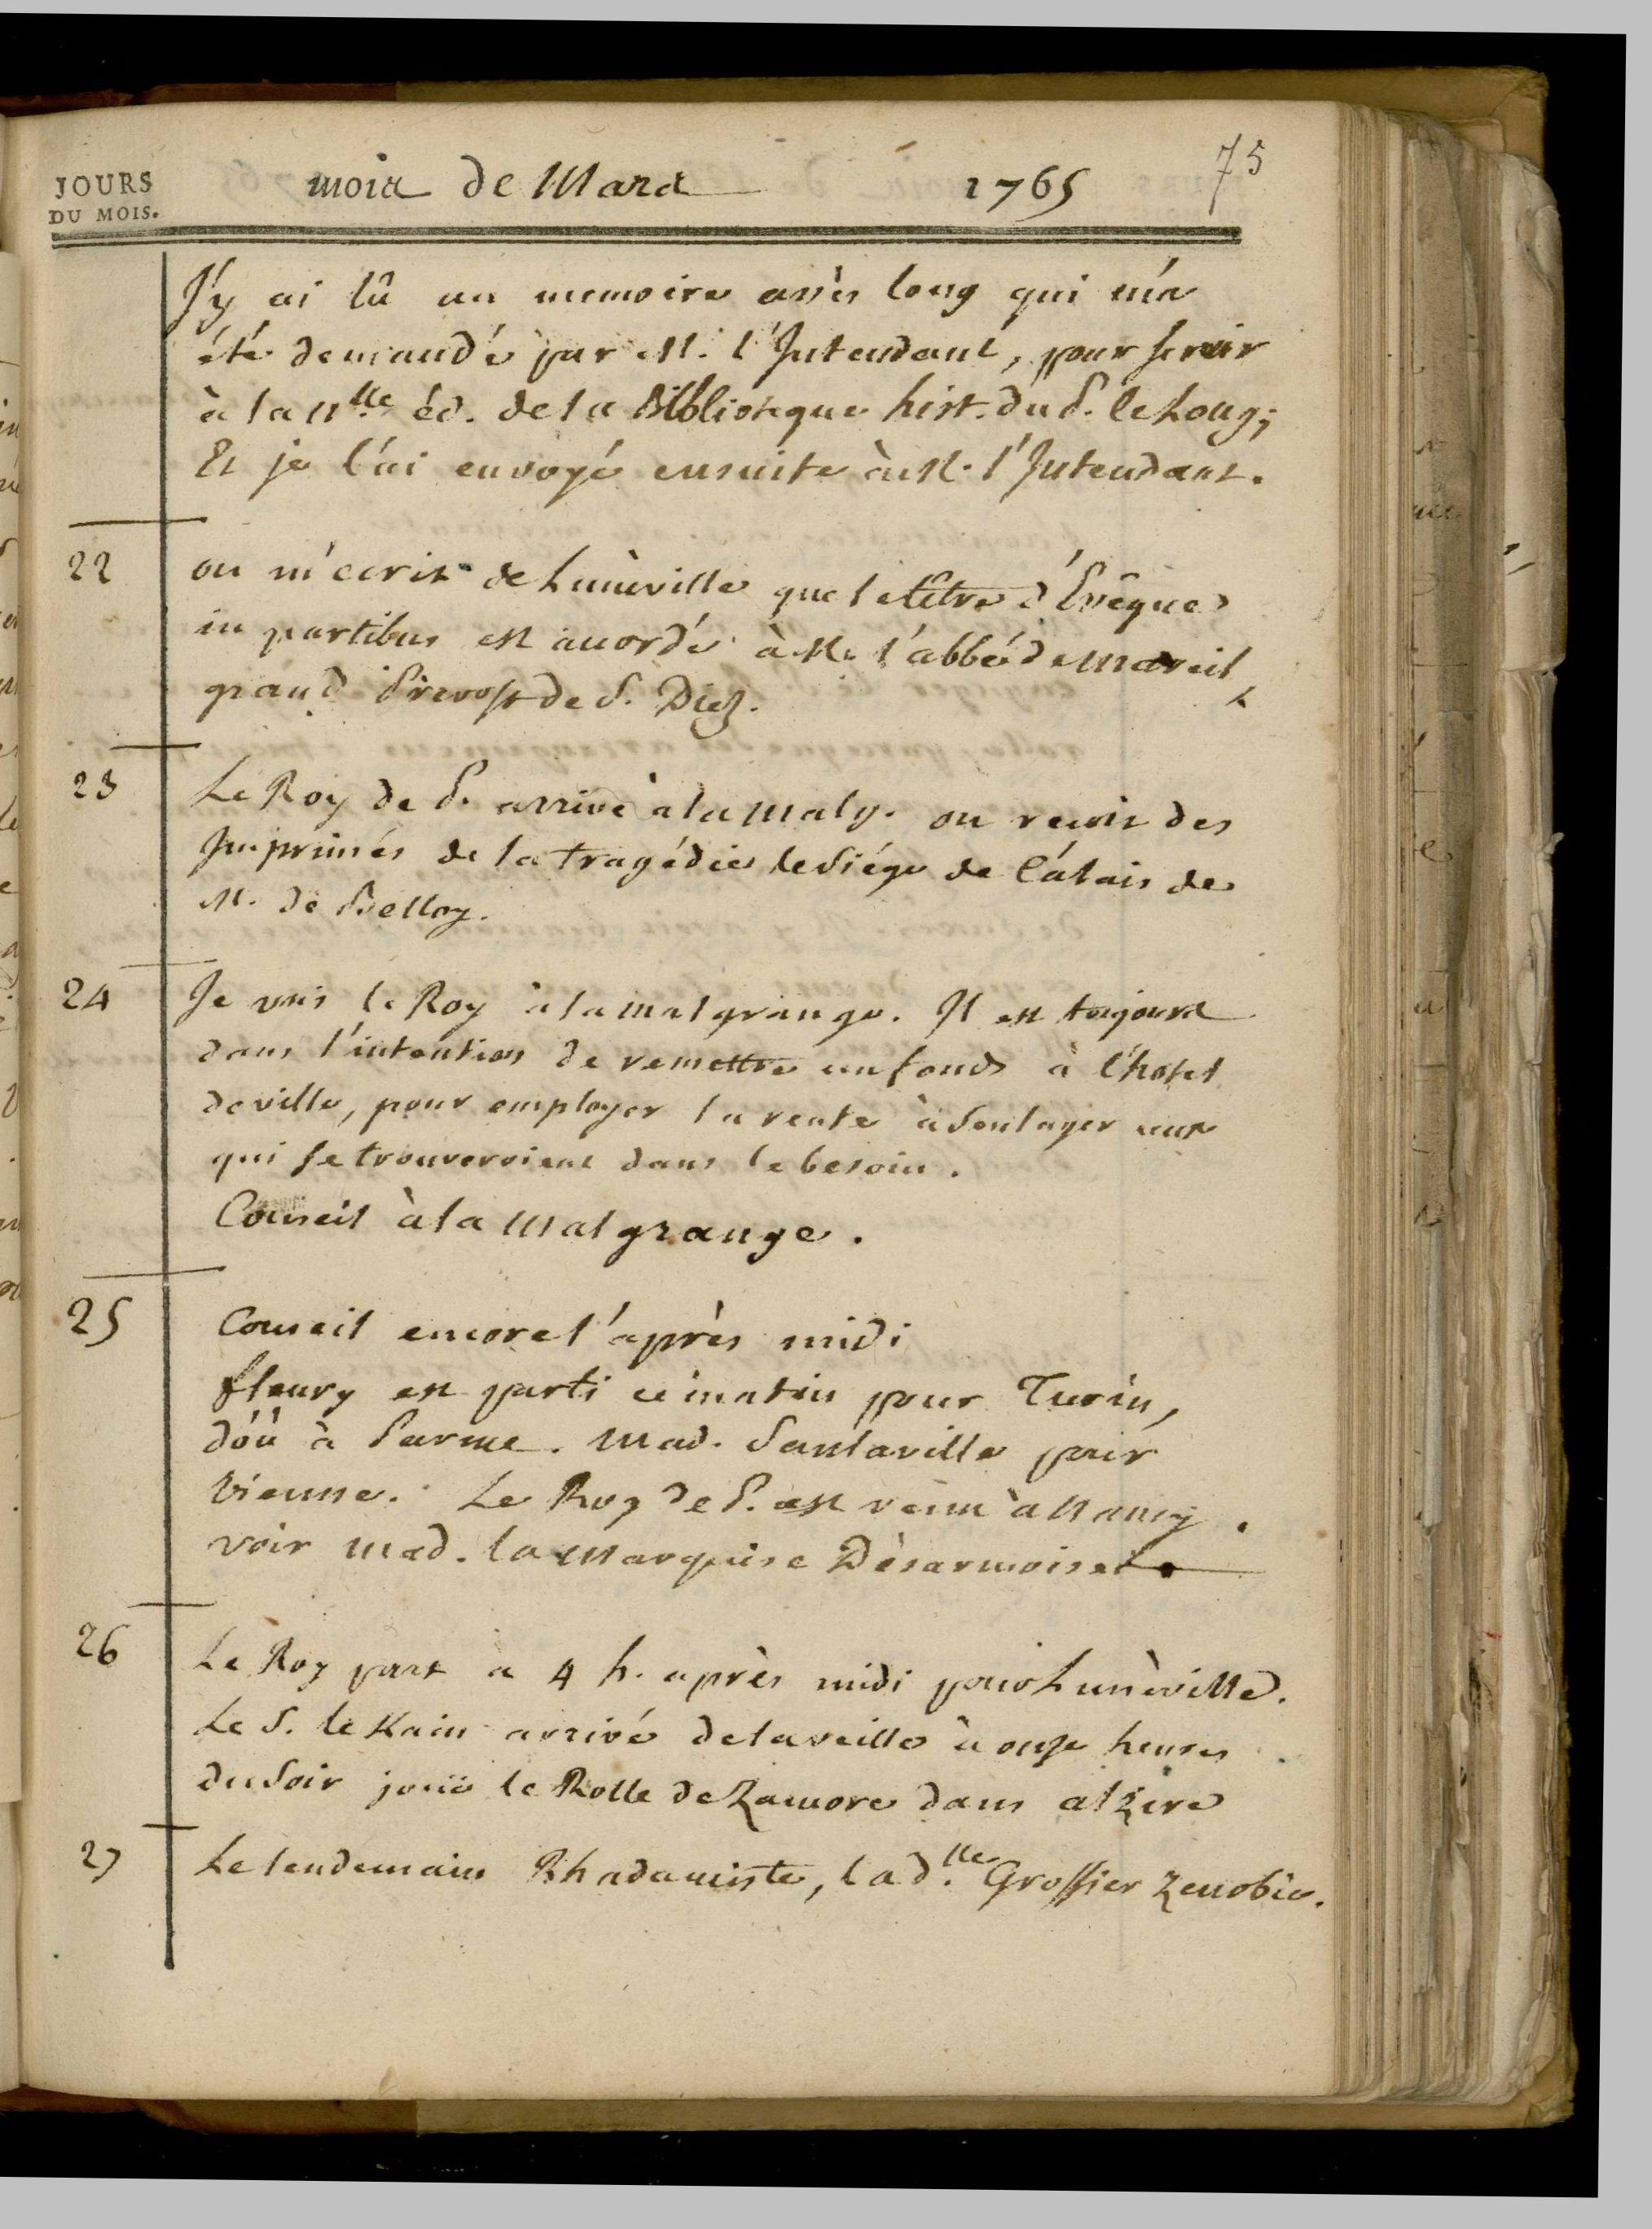 75
JOURS DU MOIS. mois de Mars 1765
J'y ai lû un memoire assès long qui m'a
été demandé par M. l'Intendant, pour servir
à la nlle. éd. de la Biblioteque hist. du P. le Long;
Et je l'ai envoyé ensuite à M. l'Intendant.
22 on m'ecrit de Lunèville que le titre d'Evêque
in partibus est accordé à M. l'abbé de Mareil,
grand Prevost de S. Diez.
23 Le Roy de P. arrive à la Malg. on reçoit des
Imprimés de la tragédie le Siége de Calais de
M. de Belloy.
24 Je vois le Roy à la malgrange. Il est toujours
dans l'intention de remettre un fonds à l'hotel
de ville, pour employer la rente à Soulager ceux
qui se trouveroient dans le besoin.
Conseil à la Malgrange.
25 Conseil encore l'après midi
fleury est parti ce matin pour Turin,
d'où à Parme. Mad. Santaville pour
Vienne. Le Roy de P. est venu à Nancy
voir Mad. la Marquise Désarmoises.
26 Le Roy part à 4 h. après midi pour Lunèville.
Le S. le Kain arrivé de la veille à onze heures
du Soir joüe le Rolle de Zamore dans alzire
27 Le lendemain Rhadamiste, la dlle. Grossier Zenobie.